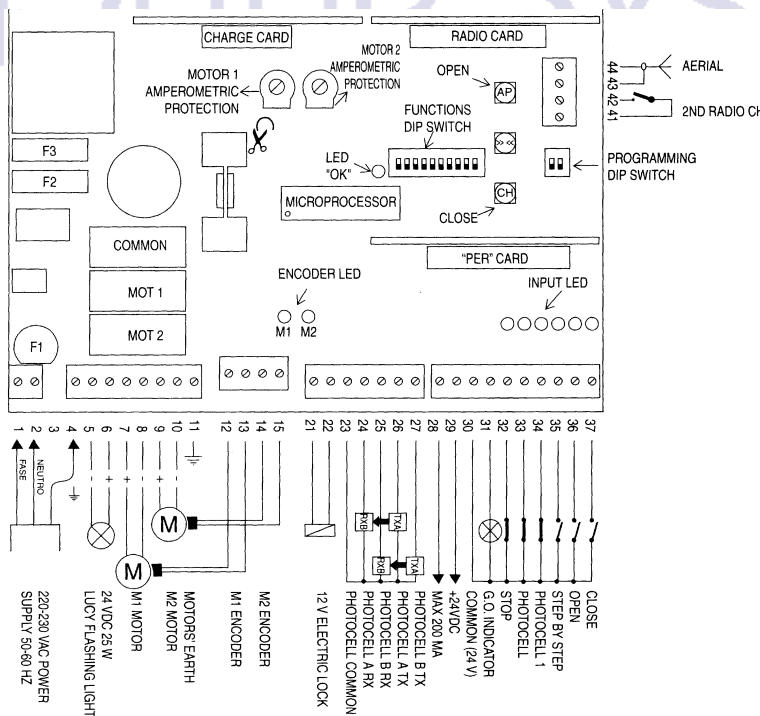 CHARGE CARD
RADIO CARD
MOTOR 1
AMPEROMETRIC
PROTECTION
MOTOR 2
AMPEROMETRIC
PROTECTION
OPEN
AP
44 43 42 41
AERIAL
2ND RADIO CH
FUNCTIONS
DIP SWITCH
>> <<
PROGRAMMING
DIP SWITCH
F3
F2
LED
"OK"
MICROPROCESSOR
CH
CLOSE
COMMON
"PER" CARD
MOT 1
ENCODER LED
INPUT LED
MOT 2
M1 M2
F1
1 2 3 4 5 6 7 8 9 10 11 12 13 14 15 21 22 23 24 25 26 27 28 29 30 31 32 33 34 35 36 37
FASE
NEUTRO
- + - + + -
M
M
RXB
TXA
RXB
TXA
220-230 VAC POWER
SUPPLY 50-60 HZ
24 VDC 25 W
LUCY FLASHING LIGHT
M1 MOTOR
M2 MOTOR
MOTORS' EARTH
M1 ENCODER
M2 ENCODER
12 V ELECTRIC LOCK
PHOTOCELL COMMON
PHOTOCELL A RX
PHOTOCELL B RX
PHOTOCELL A TX
PHOTOCELL B TX
MAX 200 MA
+24VDC
COMMON (24 V)
G.O. INDICATOR
STOP
PHOTOCELL
PHOTOCELL 1
STEP BY STEP
OPEN
CLOSE